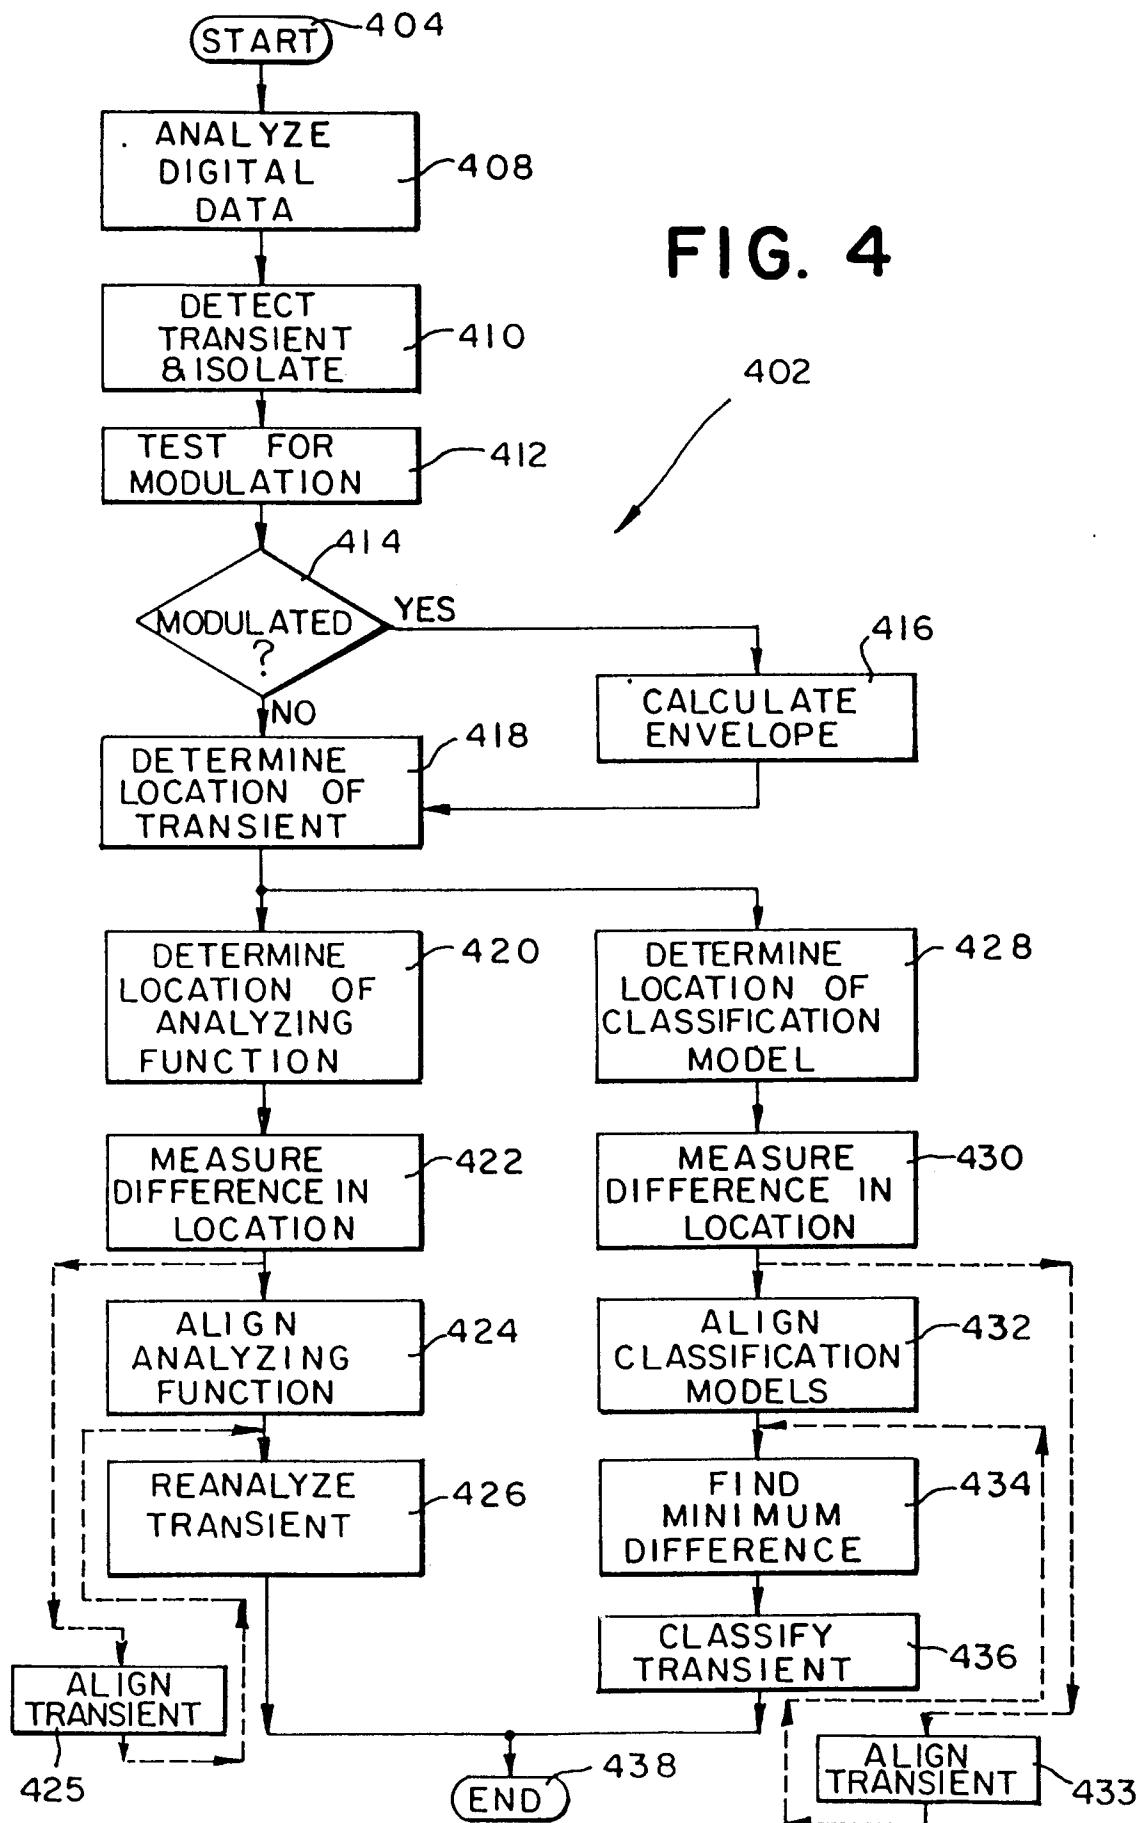 START
404
ANALYZE
DIGITAL
DATA
408
FIG. 4
DETECT
TRANSIENT
& ISOLATE
410
402
TEST FOR
MODULATION
412
414
MODULATED
?
YES
NO
416
CALCULATE
ENVELOPE
418
DETERMINE
LOCATION OF
TRANSIENT
DETERMINE
LOCATION OF
ANALYZING
FUNCTION
420
DETERMINE
LOCATION OF
CLASSIFICATION
MODEL
428
MEASURE
DIFFERENCE IN
LOCATION
422
MEASURE
DIFFERENCE IN
LOCATION
430
ALIGN
ANALYZING
FUNCTION
424
ALIGN
CLASSIFICATION
MODELS
432
REANALYZE
TRANSIENT
426
FIND
MINIMUM
DIFFERENCE
434
CLASSIFY
TRANSIENT
436
ALIGN
TRANSIENT
425
ALIGN
TRANSIENT
433
END
438